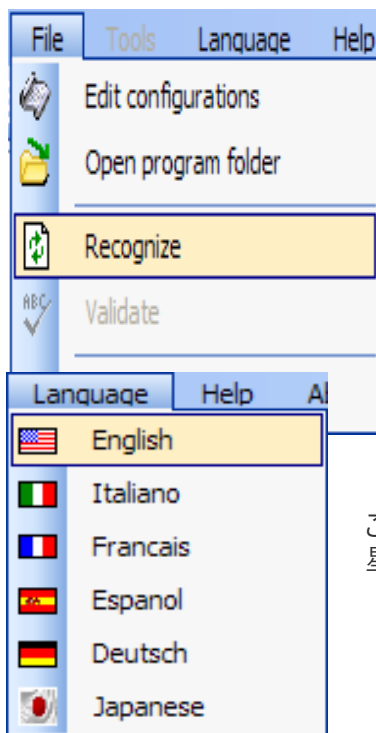 File Tools Language Help
Edit configurations
Open program folder
Recognize
ABC
Validate
Language Help
English
Italiano
Francais
Espanol
Deutsch
Japanese